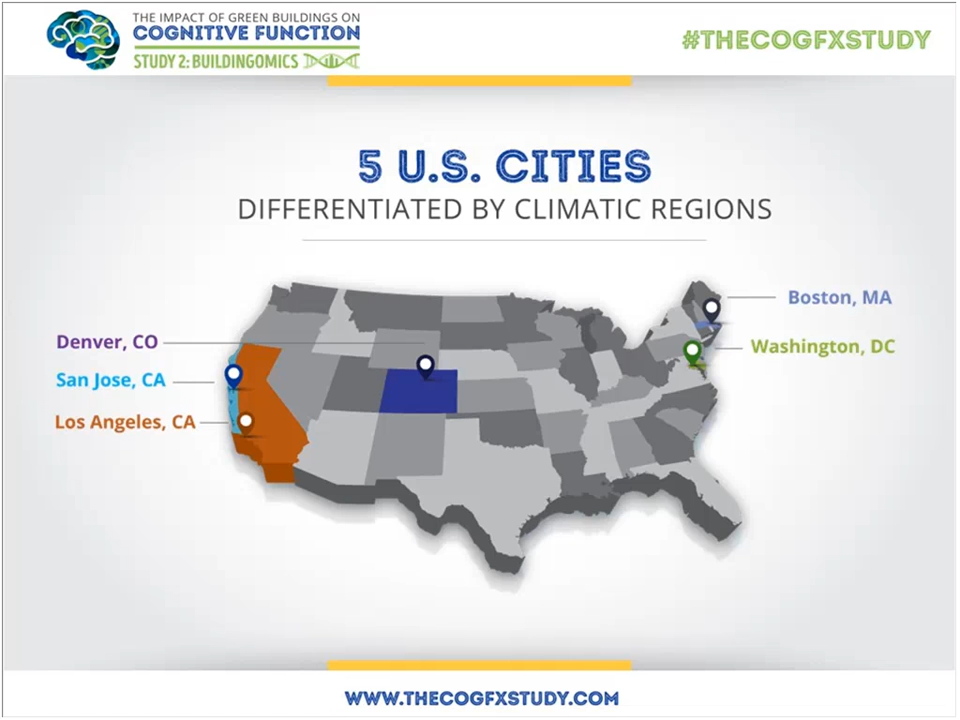 THE IMPACT OF GREEN BUILDINGS ON
COGNITIVE FUNCTION
STUDY 2: BUILDINGOMICS
#THECOGFXSTUDY
5 U.S. CITIES
DIFFERENTIATED BY CLIMATIC REGIONS
Boston, MA
Denver, CO
Washington, DC
San Jose, CA
Los Angeles, CA
WWW.THECOGFXSTUDY.COM